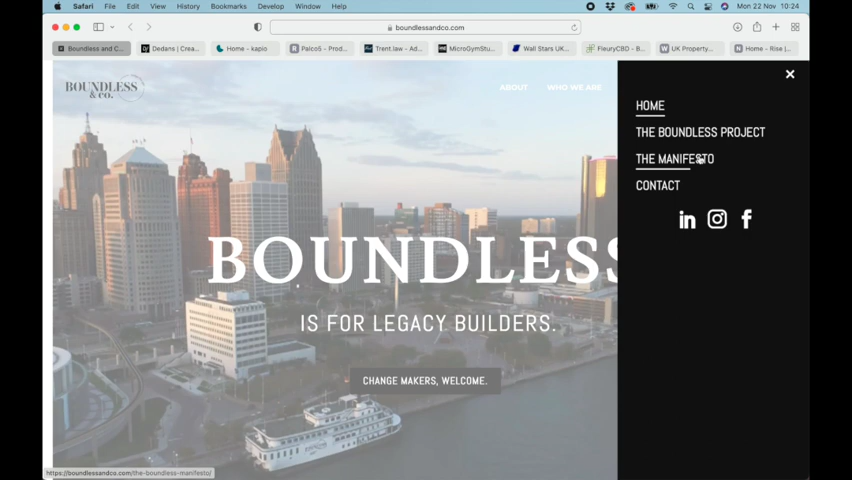 Safari File Edit View History Bookmarks Develop Window Help Mon 22 Nov 10:24
boundlessandco.com
Boundless and C... Dedans | Crea... Home - kapio Palco5 - Prod... Trent.law - Ad... MicroGymStu... Wall Stars UK... FleuryCBD - B... UK Property... Home – Rise |...
BOUNDLESS
& co.
ABOUT WHO WE ARE
HOME
THE BOUNDLESS PROJECT
THE MANIFESTO
CONTACT
in f
BOUNDLESS
IS FOR LEGACY BUILDERS.
CHANGE MAKERS, WELCOME.
https://boundlessandco.com/the-boundless-manifesto/